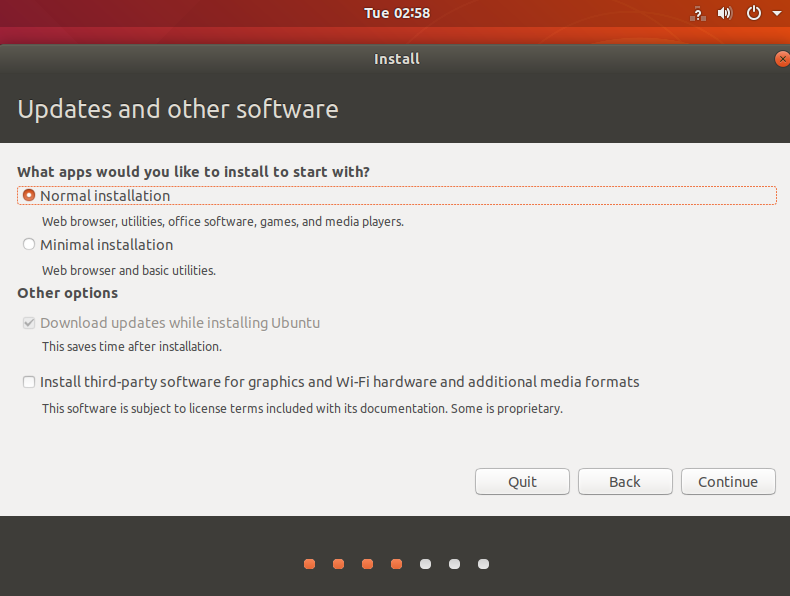 Tue 02:58
Install
Updates and other software
What apps would you like to install to start with?
Normal installation
Web browser, utilities, office software, games, and media players.
Minimal installation
Web browser and basic utilities.
Other options
Download updates while installing Ubuntu
This saves time after installation.
Install third-party software for graphics and Wi-Fi hardware and additional media formats
This software is subject to license terms included with its documentation. Some is proprietary.
Quit Back Continue